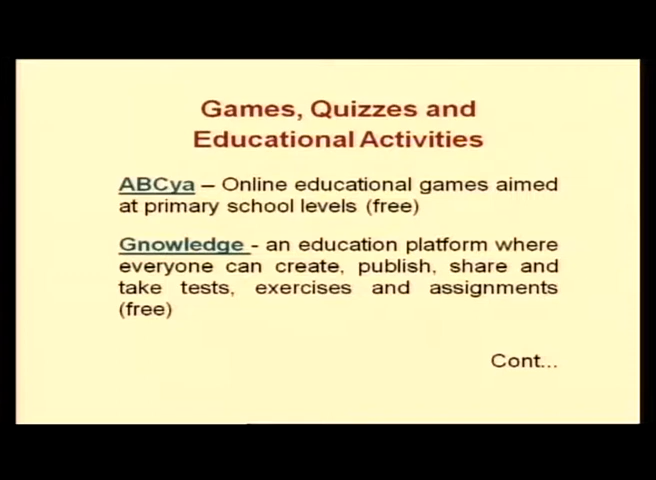 Games, Quizzes and
Educational Activities
ABCya – Online educational games aimed
at primary school levels (free)
Gnowledge - an education platform where
everyone can create, publish, share and
take tests, exercises and assignments
(free)
Cont...